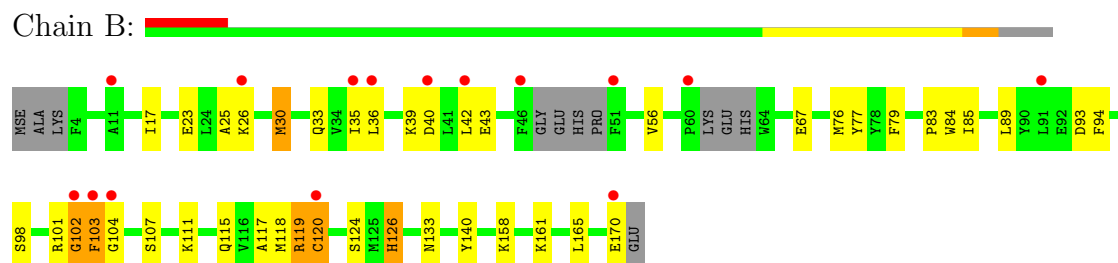 Chain B:
MSE ALA LYS F4 A11 I17 E23 L24 A25 K26 M30 Q33 V34 I35 L36 K39 D40 L41 L42 E43 F46 GLY GLU HIS PRO F51 V56 P60 LYS GLU HIS W64 E67 M76 Y77 Y78 F79 P83 W84 I85 L89 Y90 L91 E92 D93 F94
S98 R101 G102 F103 G104 S107 K111 Q115 V116 A117 M118 R119 G120 S124 M125 H126 N133 Y140 K158 K161 L165 E170 GLU